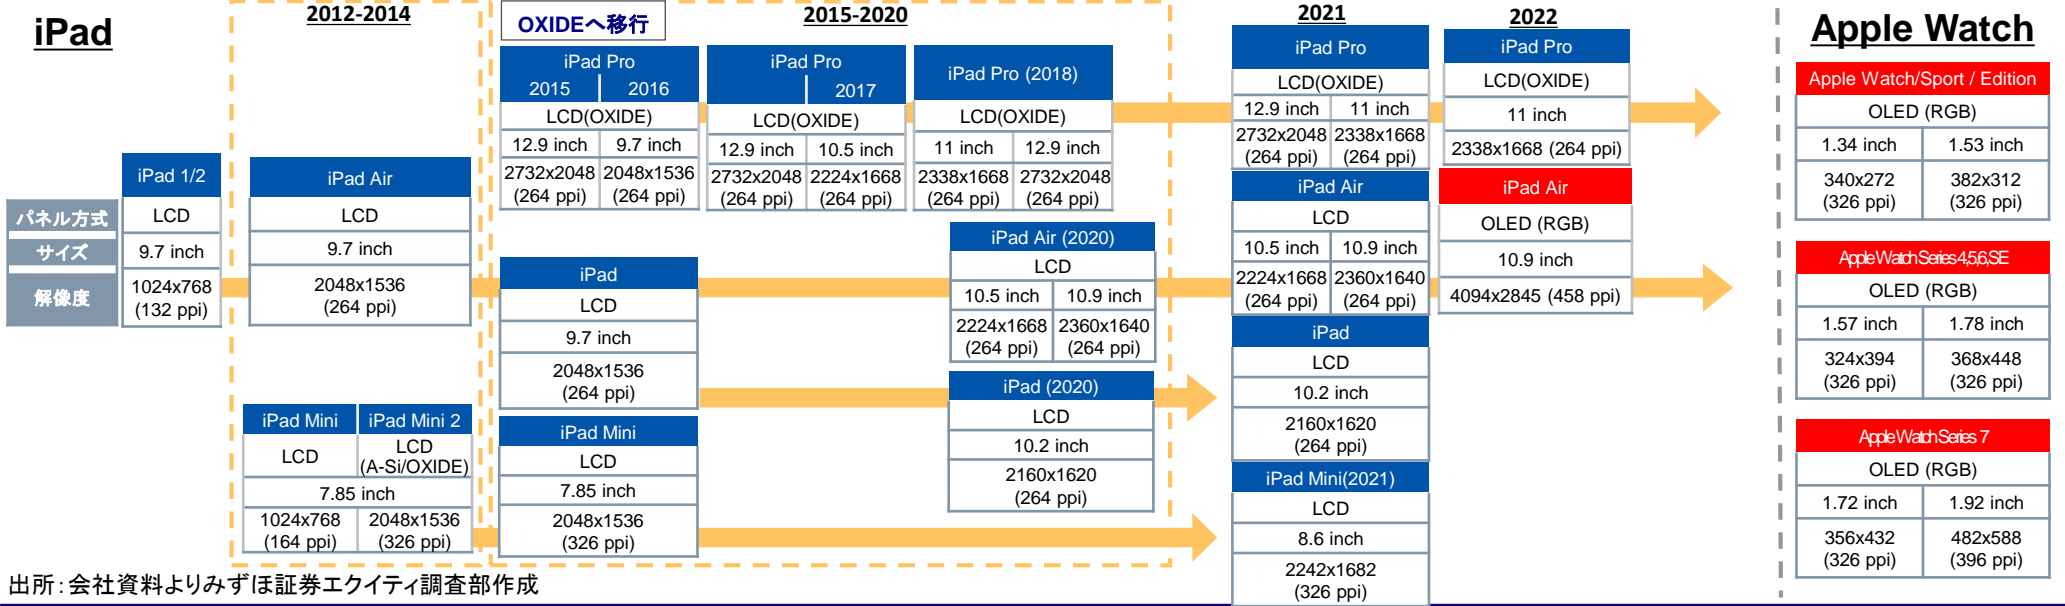 iPad
2012-2014
OXIDEへ移行
2015-2020
2021
2022
Apple Watch
パネル方式
サイズ
解像度
iPad 1/2
LCD
9.7 inch
1024x768
(132 ppi)
iPad Air
LCD
9.7 inch
2048x1536
(264 ppi)
iPad Mini
iPad Mini 2
LCD
LCD
(A-Si/OXIDE)
7.85 inch
1024x768
(164 ppi)
2048x1536
(326 ppi)
iPad Pro
2015
2016
LCD(OXIDE)
12.9 inch
9.7 inch
2732x2048
(264 ppi)
2048x1536
(264 ppi)
iPad Pro
2017
LCD(OXIDE)
12.9 inch
10.5 inch
2732x2048
(264 ppi)
2224x1668
(264 ppi)
iPad Pro (2018)
LCD(OXIDE)
11 inch
12.9 inch
2338x1668
(264 ppi)
2732x2048
(264 ppi)
iPad
LCD
9.7 inch
2048x1536
(264 ppi)
iPad Mini
LCD
7.85 inch
2048x1536
(326 ppi)
iPad Air (2020)
LCD
10.5 inch
10.9 inch
2224x1668
(264 ppi)
2360x1640
(264 ppi)
iPad (2020)
LCD
10.2 inch
2160x1620
(264 ppi)
iPad Pro
LCD(OXIDE)
12.9 inch
11 inch
2732x2048
(264 ppi)
2338x1668
(264 ppi)
iPad Air
LCD
10.5 inch
10.9 inch
2224x1668
(264 ppi)
2360x1640
(264 ppi)
iPad
LCD
10.2 inch
2160x1620
(264 ppi)
iPad Mini(2021)
LCD
8.6 inch
2242x1682
(326 ppi)
iPad Pro
LCD(OXIDE)
11 inch
2338x1668 (264 ppi)
iPad Air
OLED (RGB)
10.9 inch
4094x2845 (458 ppi)
Apple Watch/Sport / Edition
OLED (RGB)
1.34 inch
1.53 inch
340x272
(326 ppi)
382x312
(326 ppi)
Apple Watch Series 4,5,6,SE
OLED (RGB)
1.57 inch
1.78 inch
324x394
(326 ppi)
368x448
(326 ppi)
Apple Watch Series 7
OLED (RGB)
1.72 inch
1.92 inch
356x432
(326 ppi)
482x588
(396 ppi)
出所：会社資料よりみずほ証券エクイティ調査部作成